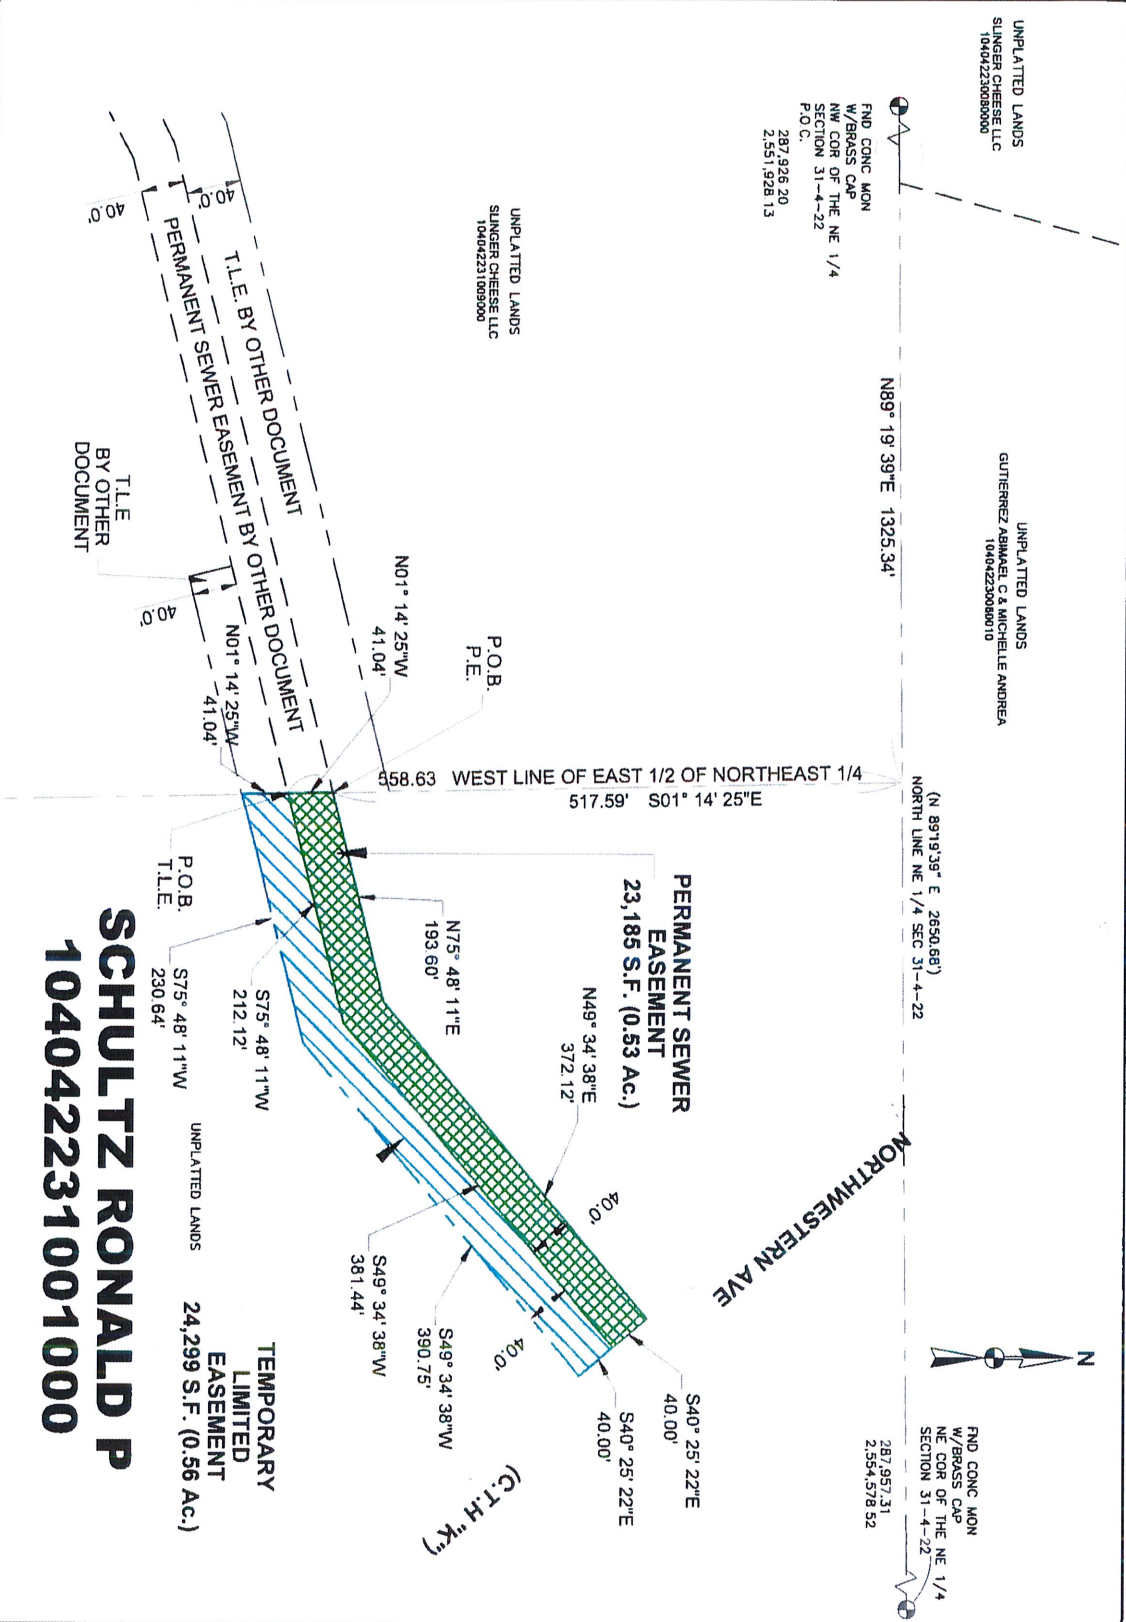 UNPLATTED LANDS
SLINGER CHEESE LLC
104042230080000
FND CONC MON
W/BRASS CAP
NW COR OF THE NE 1/4
SECTION 31-4-22
P.O.C.
287,926.20
2,551,928.13
N89° 19' 39"E 1325.34'
UNPLATTED LANDS
GUTIERREZ ABIMAEL C & MICHELLE ANDREA
104042230080010
(N 89°19'39" E 2650.68')
NORTH LINE NE 1/4 SEC 31-4-22
N
FND CONC MON
W/BRASS CAP
NE COR OF THE NE 1/4
SECTION 31-4-22
287,957.31
2,554,578.52
NORTHWESTERN AVE
(C.T.H "K")
UNPLATTED LANDS
SLINGER CHEESE LLC
104042231009000
558.63 WEST LINE OF EAST 1/2 OF NORTHEAST 1/4
517.59' S01° 14' 25"E
P.O.B.
P.E.
N01° 14' 25"W
41.04'
PERMANENT SEWER
EASEMENT
23,185 S.F. (0.53 Ac.)
N49° 34' 38"E
372.12'
N75° 48' 11"E
193.60'
40.0'
40.0'
S40° 25' 22"E
40.00'
S40° 25' 22"E
40.00'
S49° 34' 38"W
390.75'
S49° 34' 38"W
381.44'
40.0'
40.0'
T.L.E. BY OTHER DOCUMENT
PERMANENT SEWER EASEMENT BY OTHER DOCUMENT
T.L.E
BY OTHER
DOCUMENT
40.0'
N01° 14' 25"W
41.04'
P.O.B.
T.L.E.
S75° 48' 11"W
212.12'
S75° 48' 11"W
230.64'
UNPLATTED LANDS
TEMPORARY
LIMITED
EASEMENT
24,299 S.F. (0.56 Ac.)
SCHULTZ RONALD P
104042231001000